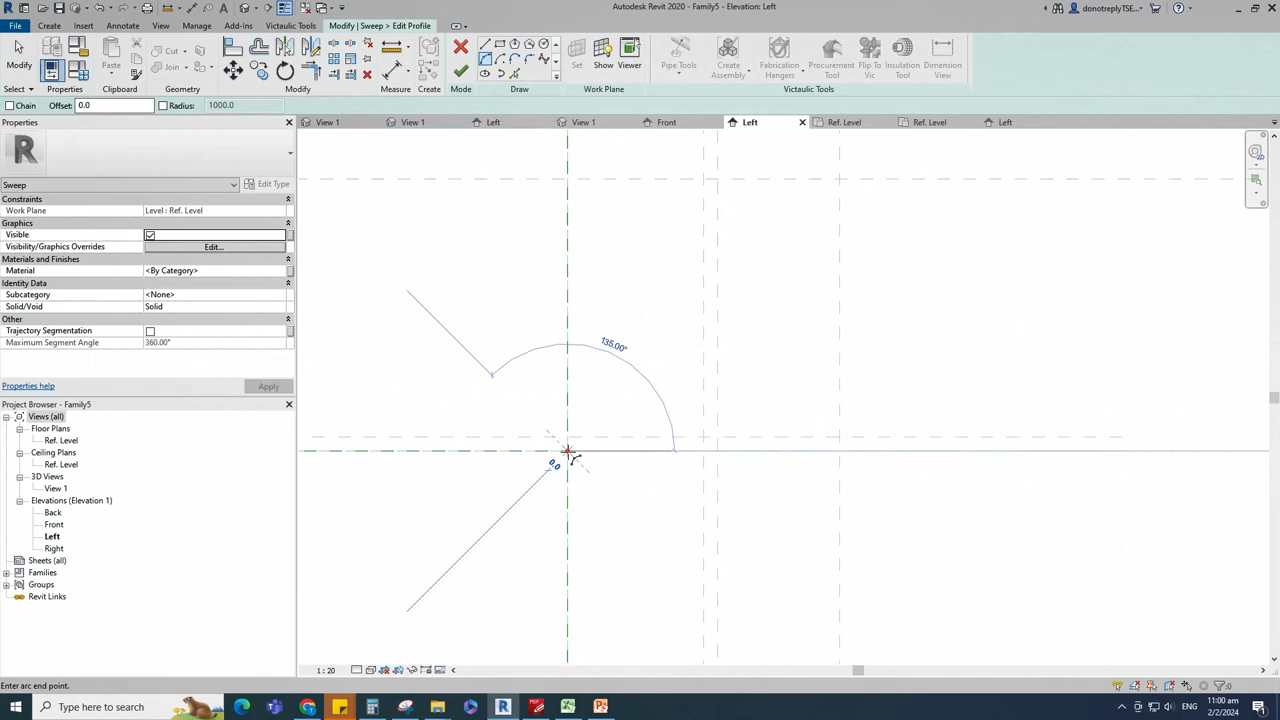 Autodesk Revit 2020 - Family5 - Elevation: Left
donotreplyTSE...
File Create Insert Annotate View Manage Add-Ins Victaulic Tools Modify | Sweep > Edit Profile
Modify Paste Cut Copy Join Set Show Viewer Pipe Tools Create Assembly Fabrication Hangers Procurement Tool Flip To Vic Insulation Tool Dimension View
Select Properties Clipboard Geometry Modify Measure Create Mode Draw Work Plane Victaulic Tools
Chain Offset: 0.0 Radius: 1000.0
Properties
View 1 View 1 Left View 1 Front Left Ref. Level Ref. Level Left
R
Sweep Edit Type
Constraints
Work Plane Level : Ref. Level
Graphics
Visible
Visibility/Graphics Overrides Edit...
Materials and Finishes
Material <By Category>
Identity Data
Subcategory <None>
Solid/Void Solid
Other
Trajectory Segmentation
Maximum Segment Angle 360.00°
Properties help Apply
Project Browser - Family5
Views (all)
Floor Plans
Ref. Level
Ceiling Plans
Ref. Level
3D Views
View 1
Elevations (Elevation 1)
Back
Front
Left
Right
Sheets (all)
Families
Groups
Revit Links
135.00°
0.0
1 : 20
Enter arc end point.
:0
Type here to search
11:00 AM
2/2/2024